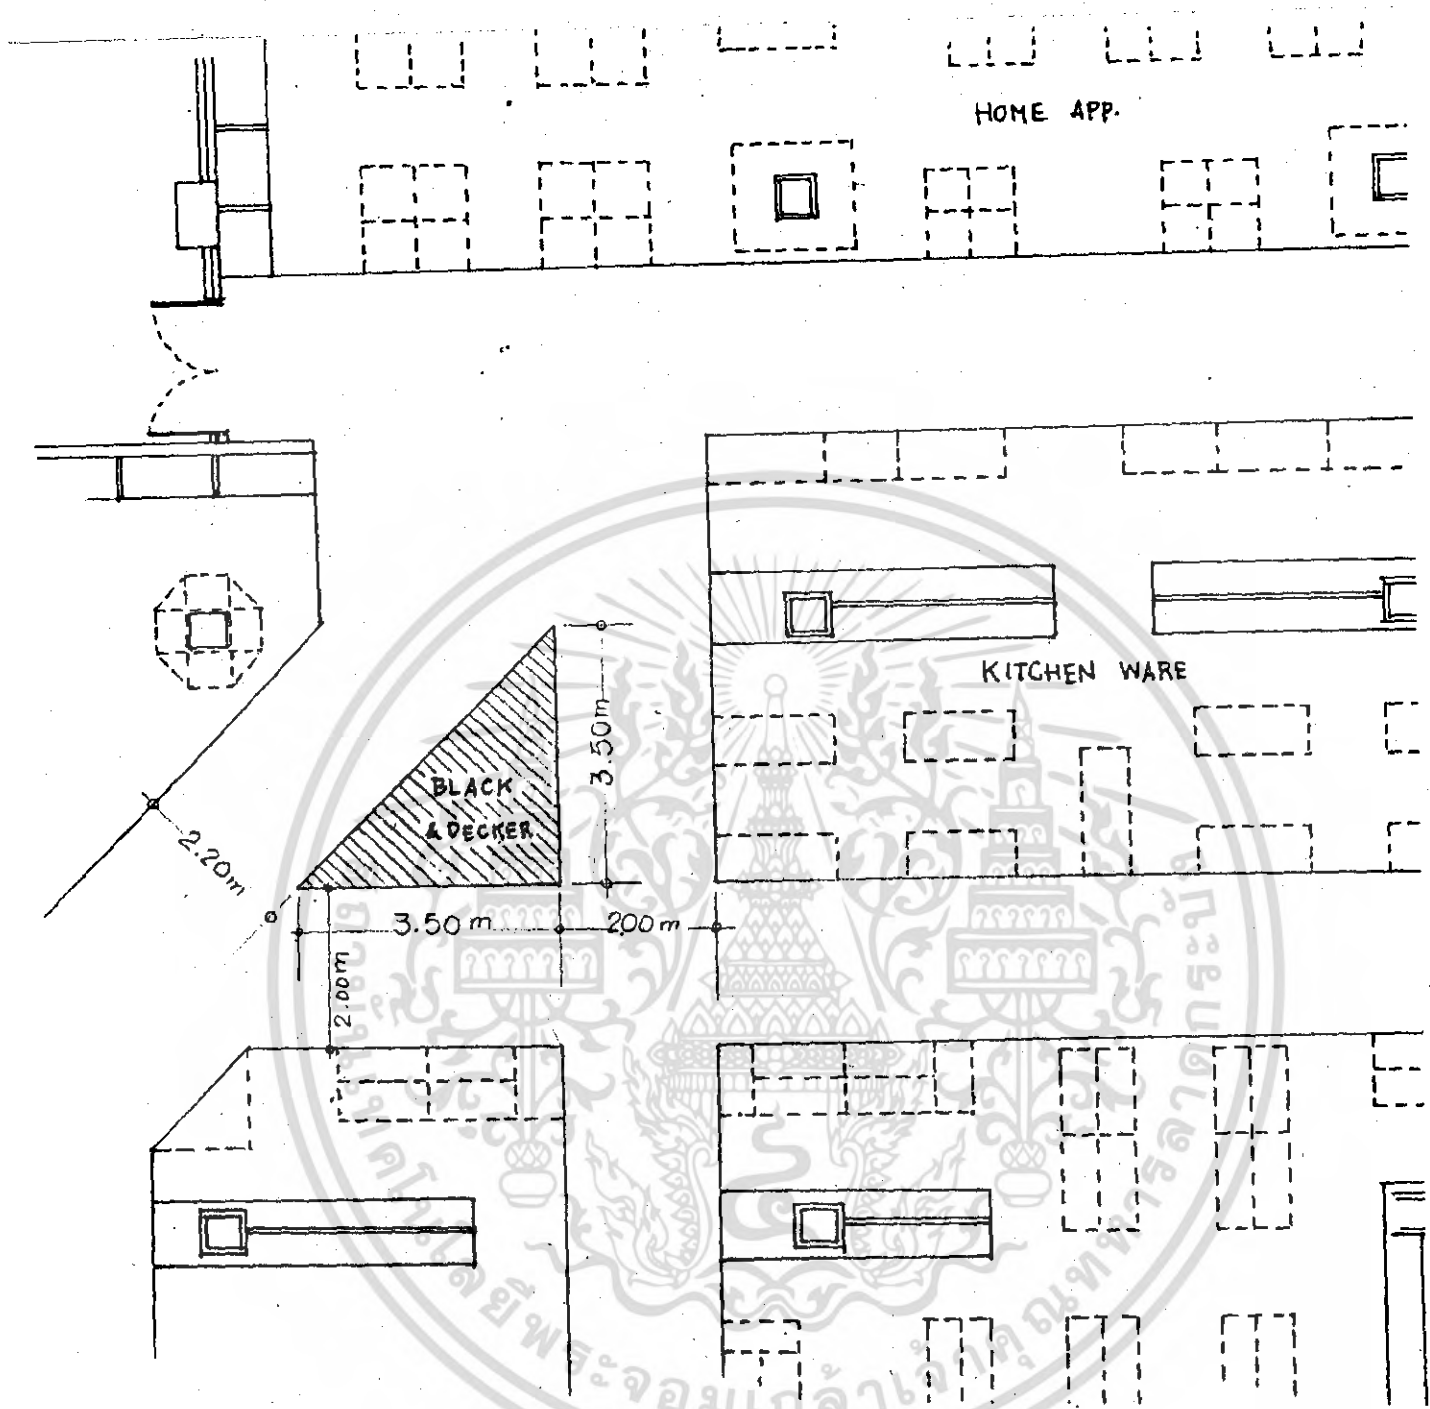 HOME APP.
KITCHEN WARE
BLACK
& DECKER
3.50m
2.20m
3.50 m
2.00 m
2.00m